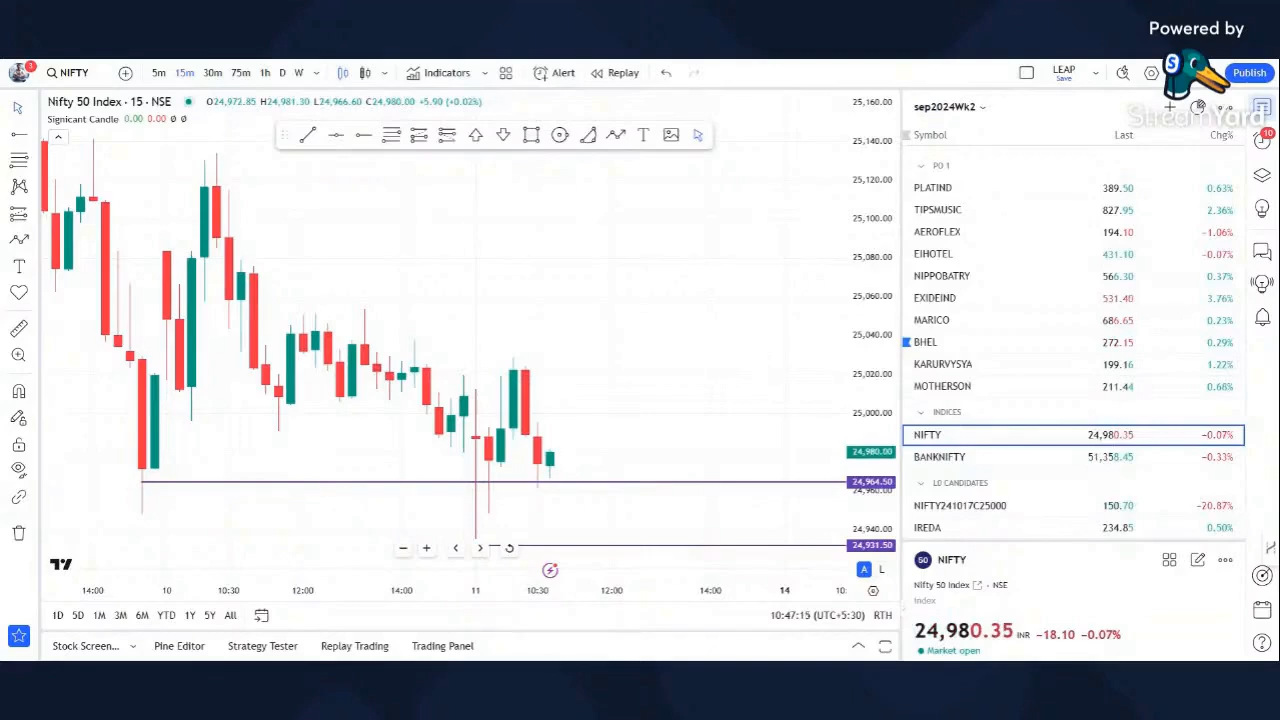 Powered by
StreamYard
3
NIFTY
5m 15m 30m 75m 1h D W
Indicators
Alert
Replay
LEAP
Save
Publish
Nifty 50 Index · 15 · NSE
O24,972.85 H24,981.30 L24,966.60 C24,980.00 +5.90 (+0.02%)
Signicant Candle 0.00 0.00 Ø Ø
25,160.00
25,140.00
25,120.00
25,100.00
25,080.00
25,060.00
25,040.00
25,020.00
25,000.00
24,980.00
24,964.50
24,960.00
24,940.00
24,931.50
A L
14:00 10 10:30 12:00 14:00 11 10:30 12:00 14:00 14 10:
1D 5D 1M 3M 6M YTD 1Y 5Y All
10:47:15 (UTC+5:30) RTH
Stock Screen... Pine Editor Strategy Tester Replay Trading Trading Panel
sep2024Wk2
10
Symbol Last Chg%
PO 1
PLATIND 389.50 0.63%
TIPSMUSIC 827.95 2.36%
AEROFLEX 194.10 −1.06%
EIHOTEL 431.10 −0.07%
NIPPOBATRY 566.30 0.37%
EXIDEIND 531.40 3.76%
MARICO 686.65 0.23%
BHEL 272.15 0.29%
KARURVYSYA 199.16 1.22%
MOTHERSON 211.44 0.68%
INDICES
NIFTY 24,980.35 −0.07%
BANKNIFTY 51,358.45 −0.33%
L0 CANDIDATES
NIFTY241017C25000 150.70 −20.87%
IREDA 234.85 0.50%
50 NIFTY
Nifty 50 Index · NSE
Index
24,980.35 INR −18.10 −0.07%
Market open